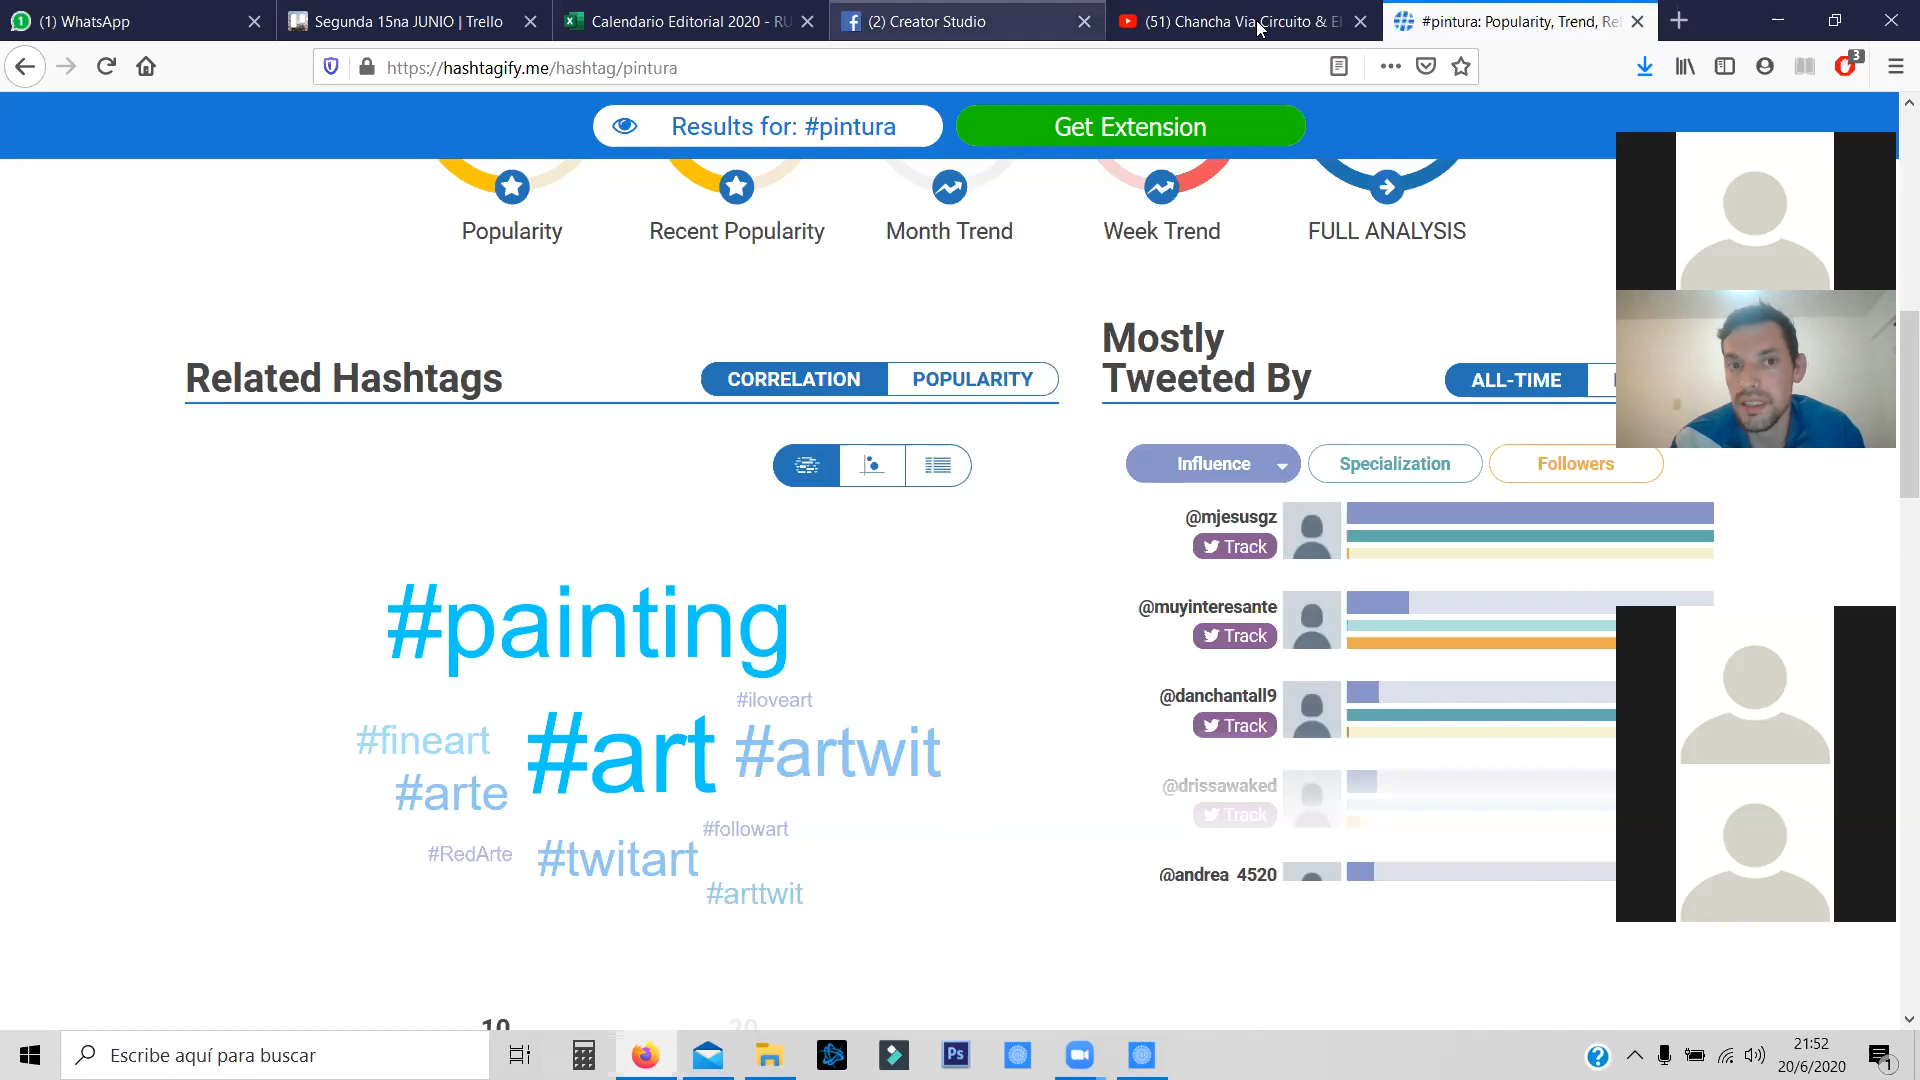 (1) WhatsApp
Segunda 15na JUNIO | Trello
Calendario Editorial 2020 - RU
(2) Creator Studio
(51) Chancha Via Circuito & El
#pintura: Popularity, Trend, Re
https://hashtagify.me/hashtag/pintura
3
Results for: #pintura
Get Extension
Popularity
Recent Popularity
Month Trend
Week Trend
FULL ANALYSIS
Related Hashtags
CORRELATION
POPULARITY
Mostly
Tweeted By
ALL-TIME
Influence
Specialization
Followers
@mjesusgz
Track
@muyinteresante
Track
@danchantall9
Track
@drissawaked
Track
@andrea_4520
#painting
#iloveart
#fineart
#art
#artwit
#arte
#followart
#RedArte
#twitart
#arttwit
10
20
Escribe aquí para buscar
Ps
21:52
20/6/2020
1